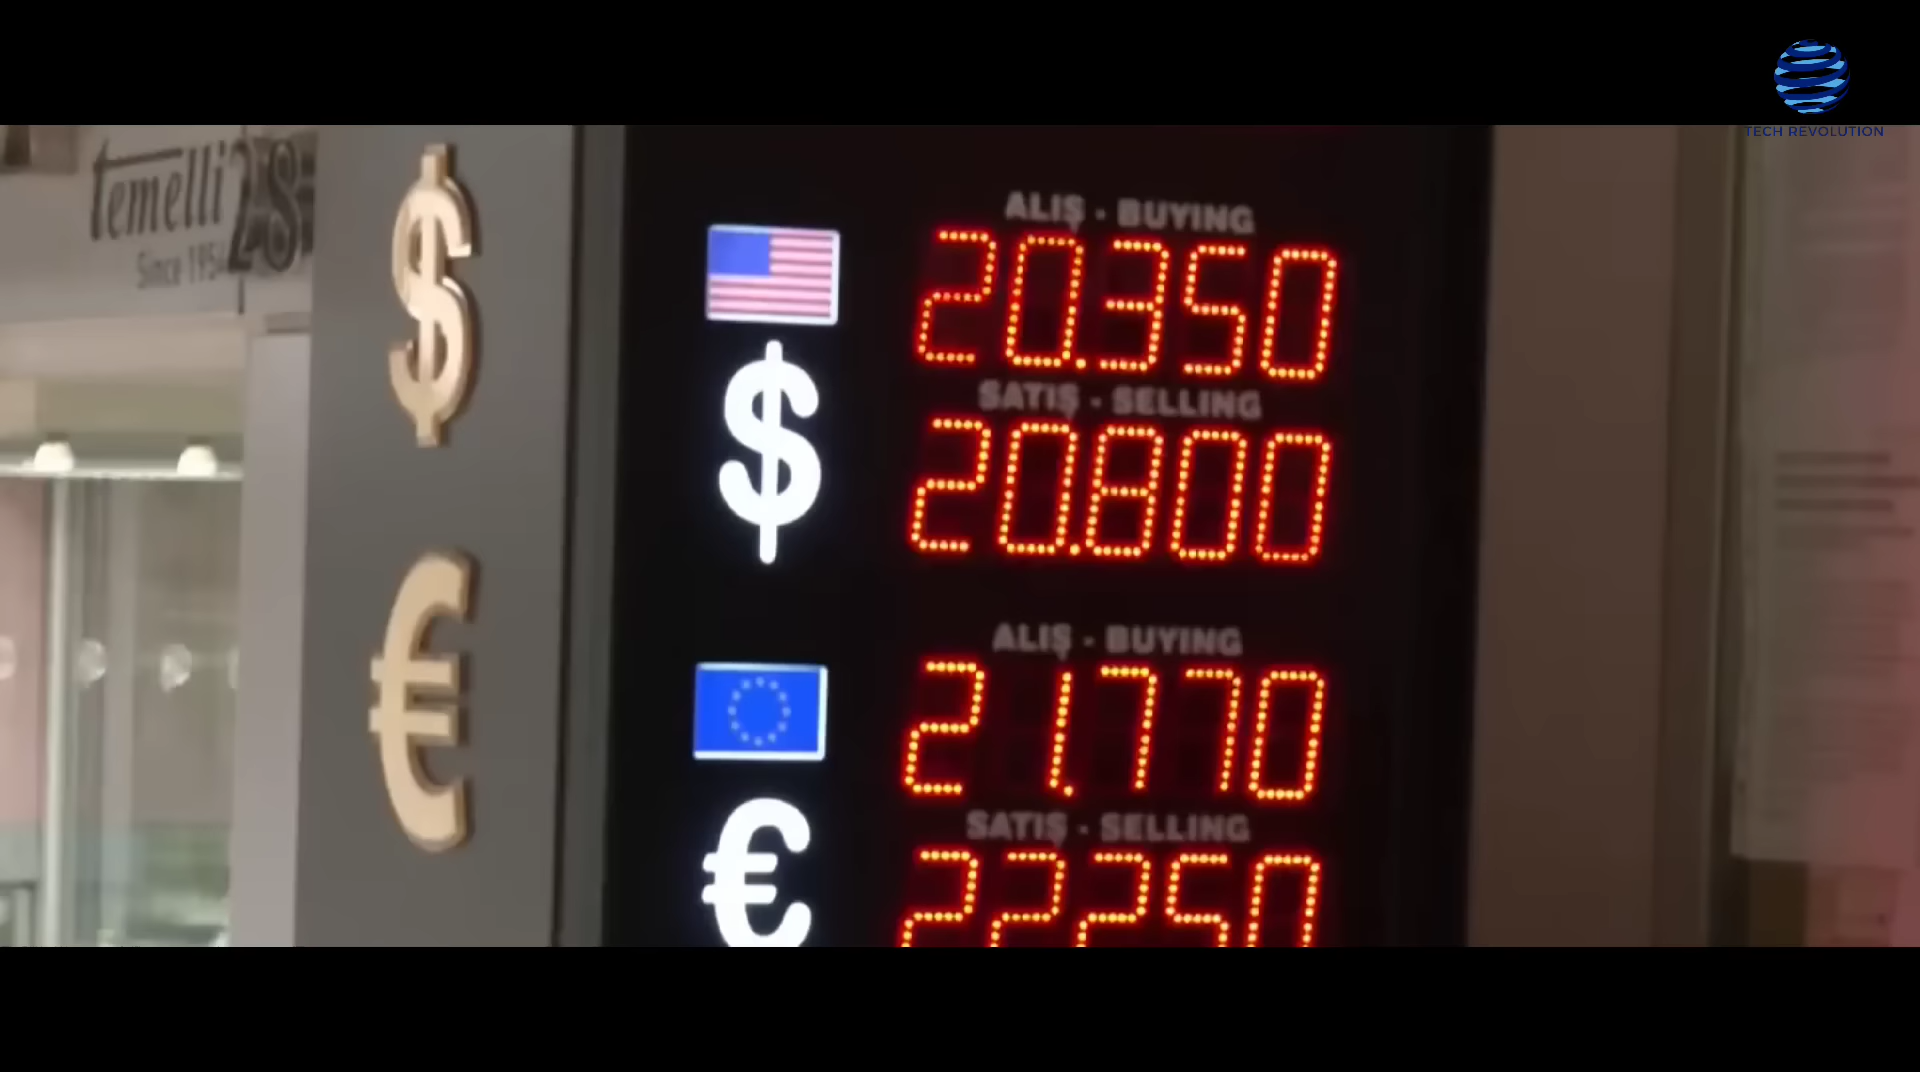 TECH REVOLUTION
temelli
Since 1954
$
€
ALIŞ - BUYING
20.350
$
SATIŞ - SELLING
20.800
ALIŞ - BUYING
21.770
€
SATIŞ - SELLING